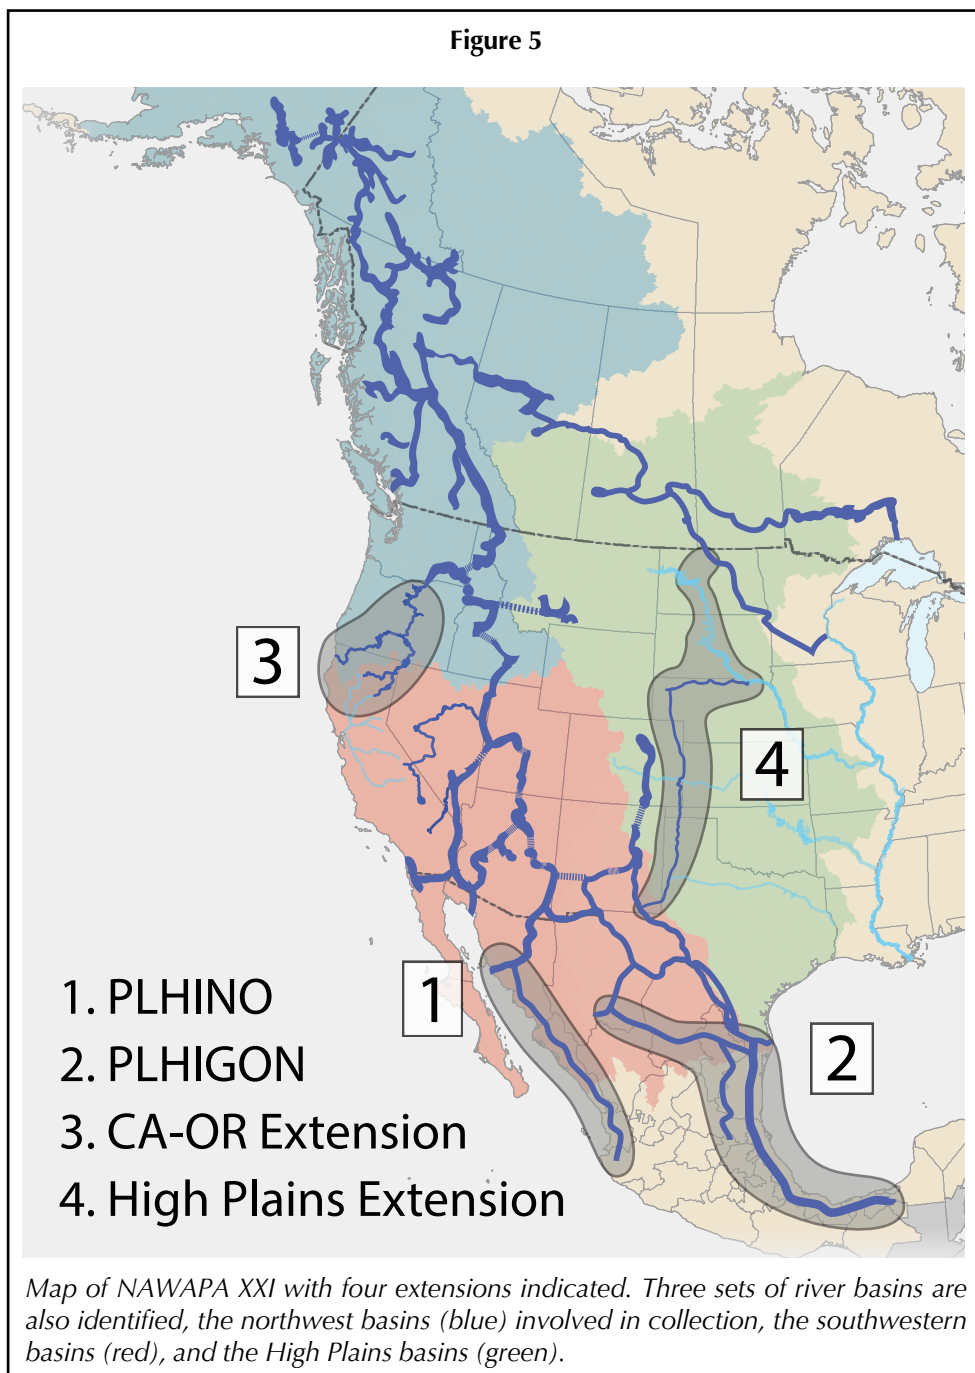 Figure 5
3
4
1
2
1. PLHINO
2. PLHIGON
3. CA-OR Extension
4. High Plains Extension
Map of NAWAPA XXI with four extensions indicated. Three sets of river basins are
also identified, the northwest basins (blue) involved in collection, the southwestern
basins (red), and the High Plains basins (green).